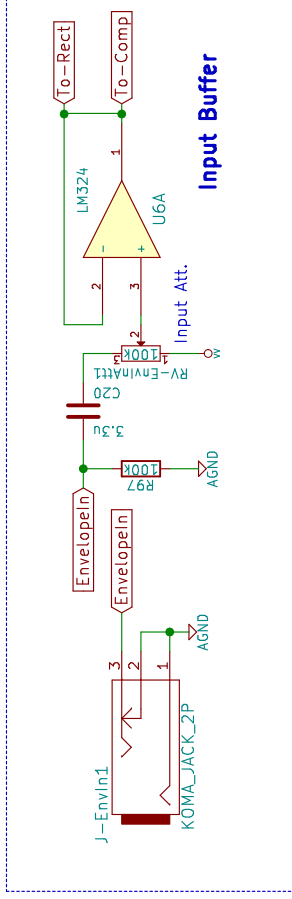 To-Rect
To-Comp
Input Buffer
1
LM324
U6A
-
+
2
3
Input Att.
2
3
100k
1
W
RV-EnvInAtt1
C20
3.3u
100k
R97
AGND
EnvelopeIn
EnvelopeIn
AGND
3
2
1
J-EnvIn1
KOMA_JACK_2P